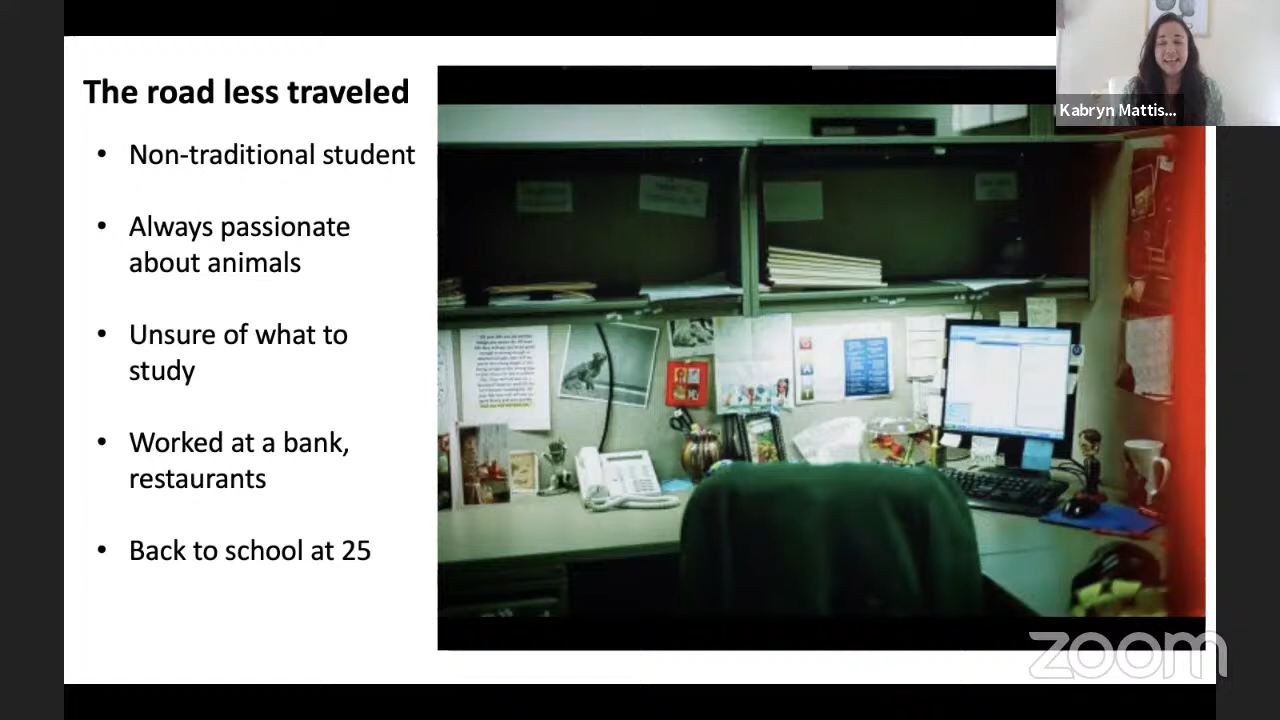 The road less traveled
• Non-traditional student
• Always passionate
about animals
• Unsure of what to
study
• Worked at a bank,
restaurants
• Back to school at 25
Kabryn Mattis...
zoom